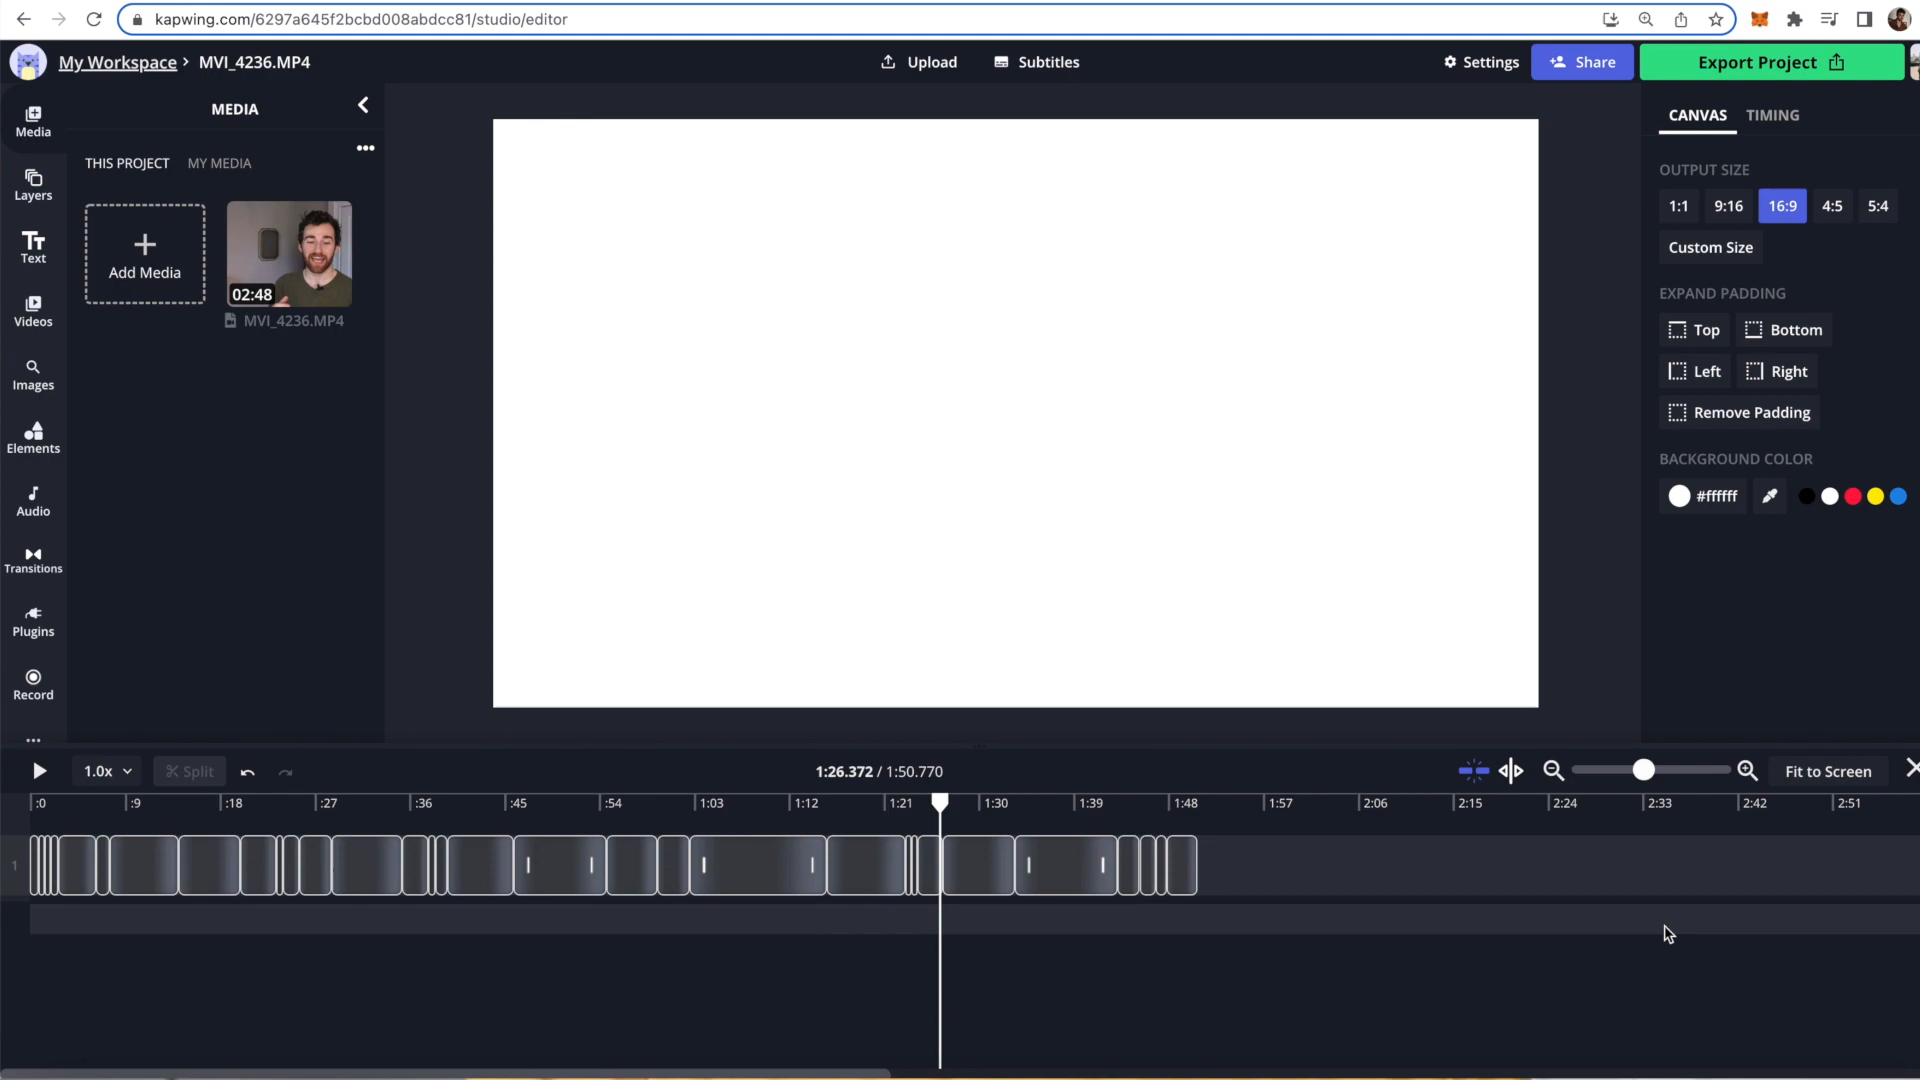 kapwing.com/6297a645f2bcbd008abdcc81/studio/editor
My Workspace > MVI_4236.MP4
Upload
Subtitles
Settings
Share
Export Project
Media
Layers
Text
Videos
Images
Elements
Audio
Transitions
Plugins
Record
MEDIA
THIS PROJECT MY MEDIA
Add Media
02:48
MVI_4236.MP4
CANVAS TIMING
OUTPUT SIZE
1:1 9:16 16:9 4:5 5:4
Custom Size
EXPAND PADDING
Top Bottom
Left Right
Remove Padding
BACKGROUND COLOR
#ffffff
1.0x Split 1:26.372 / 1:50.770 Fit to Screen
:0 :9 :18 :27 :36 :45 :54 1:03 1:12 1:21 1:30 1:39 1:48 1:57 2:06 2:15 2:24 2:33 2:42 2:51
1